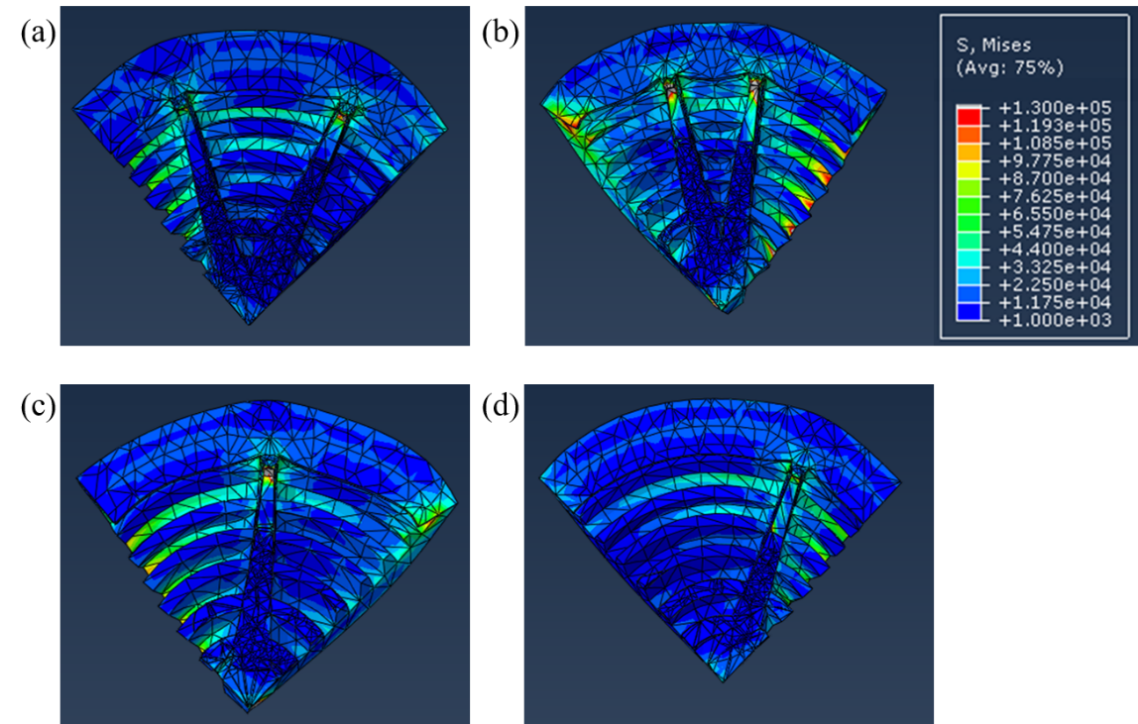 (a)
(b)
S, Mises
(Avg: 75%)
+1.300e+05
+1.193e+05
+1.085e+05
+9.775e+04
+8.700e+04
+7.625e+04
+6.550e+04
+5.475e+04
+4.400e+04
+3.325e+04
+2.250e+04
+1.175e+04
+1.000e+03
(c)
(d)